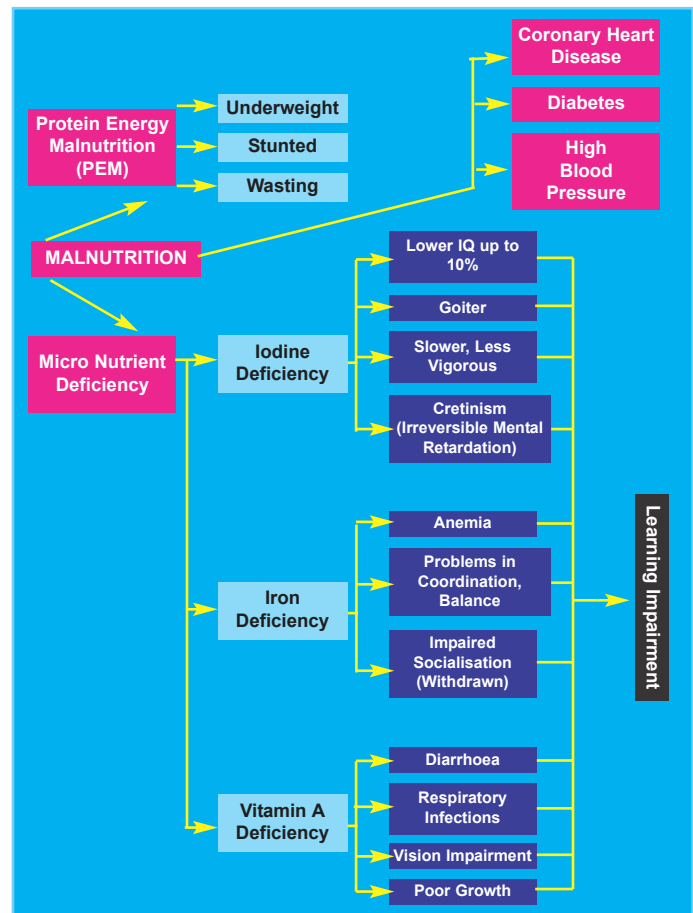 Coronary Heart
Disease
Diabetes
High
Blood
Pressure
Protein Energy
Malnutrition
(PEM)
Underweight
Stunted
Wasting
MALNUTRITION
Micro Nutrient
Deficiency
Iodine
Deficiency
Lower IQ up to
10%
Goiter
Slower, Less
Vigorous
Cretinism
(Irreversible Mental
Retardation)
Iron
Deficiency
Anemia
Problems in
Coordination,
Balance
Impaired
Socialisation
(Withdrawn)
Vitamin A
Deficiency
Diarrhoea
Respiratory
Infections
Vision Impairment
Poor Growth
Learning Impairment